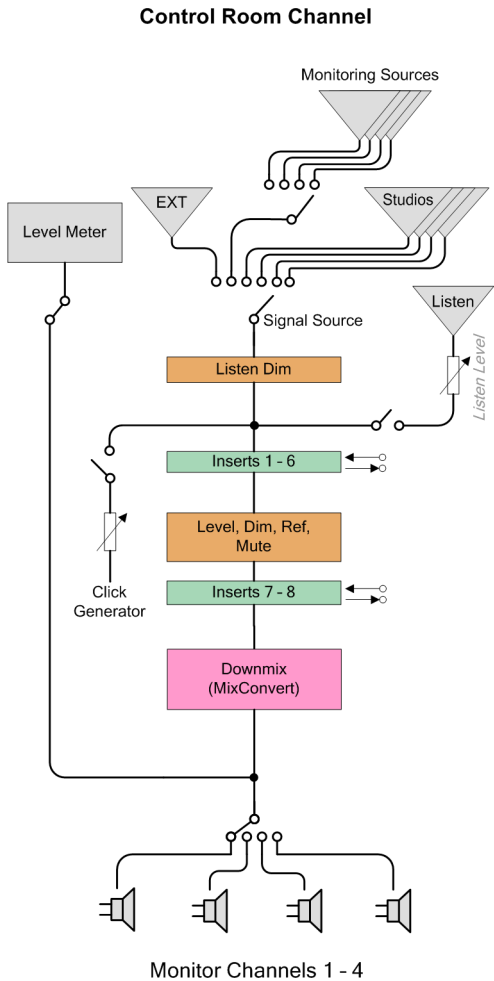 Control Room Channel
Monitoring Sources
EXT
Studios
Level Meter
Listen
Signal Source
Listen Level
Listen Dim
Inserts 1 - 6
Level, Dim, Ref,
Mute
Inserts 7 - 8
Click
Generator
Downmix
(MixConvert)
Monitor Channels 1 - 4